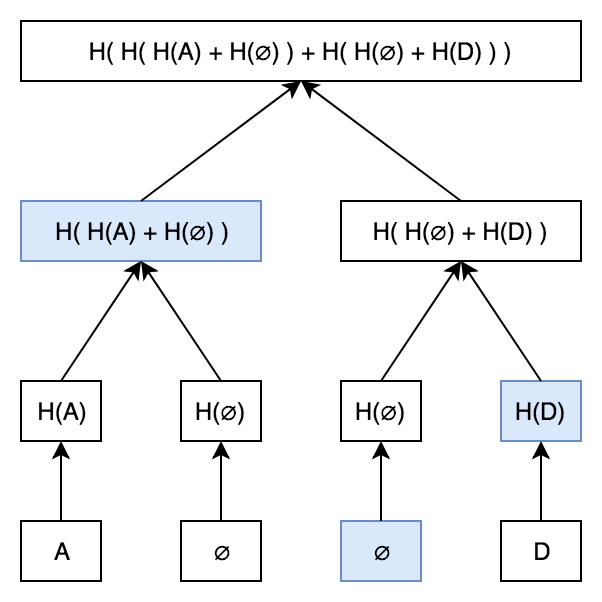 H( H( H(A) + H(∅) ) + H( H(∅) + H(D) ) )
H( H(A) + H(∅) )
H( H(∅) + H(D) )
H(A)
H(∅)
H(∅)
H(D)
A
∅
∅
D